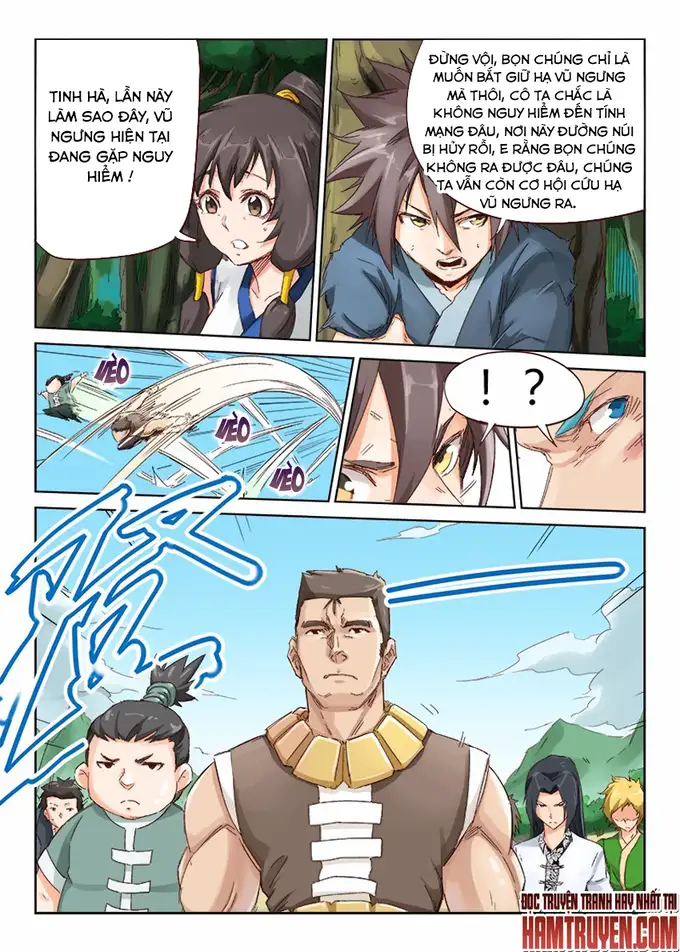 TINH HÀ, LẦN NÀY
LÀM SAO ĐÂY, VŨ
NGƯNG HIỆN TẠI
ĐANG GẶP NGUY
HIỂM !
ĐỪNG VỘI, BỌN CHÚNG CHỈ LÀ
MUỐN BẮT GIỮ HẠ VŨ NGƯNG
MÀ THÔI, CÔ TA CHẮC LÀ
KHÔNG NGUY HIỂM ĐẾN TÍNH
MẠNG ĐÂU, NƠI NÀY ĐƯỜNG NÚI
BỊ HỦY RỒI, E RẰNG BỌN CHÚNG
KHÔNG RA ĐƯỢC ĐÂU, CHÚNG
TA VẪN CÒN CƠ HỘI CỨU HẠ
VŨ NGƯNG RA.
VÈO
VÈO
VÈO
VÈO
! ?
ĐỌC TRUYỆN TRANH HAY NHẤT TẠI
HAMTRUYEN.COM